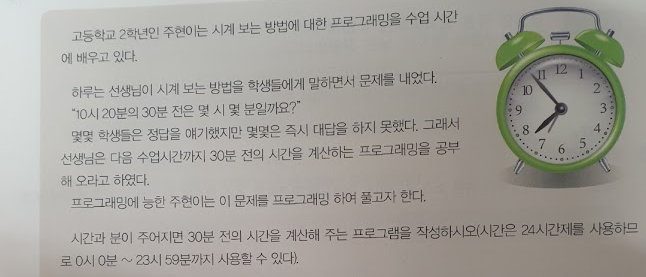 고등학교 2학년인 주현이는 시계 보는 방법에 대한 프로그래밍을 수업 시간
에 배우고 있다.
하루는 선생님이 시계 보는 방법을 학생들에게 말하면서 문제를 내었다.
“10시 20분의 30분 전은 몇 시 몇 분일까요?”
몇몇 학생들은 정답을 얘기했지만 몇몇은 즉시 대답을 하지 못했다. 그래서
선생님은 다음 수업시간까지 30분 전의 시간을 계산하는 프로그래밍을 공부
해 오라고 하였다.
프로그래밍에 능한 주현이는 이 문제를 프로그래밍 하여 풀고자 한다.
시간과 분이 주어지면 30분 전의 시간을 계산해 주는 프로그램을 작성하시오(시간은 24시간제를 사용하므
로 0시 0분 ~ 23시 59분까지 사용할 수 있다).
11 12 1
10 2
9 3
8 4
7 6 5